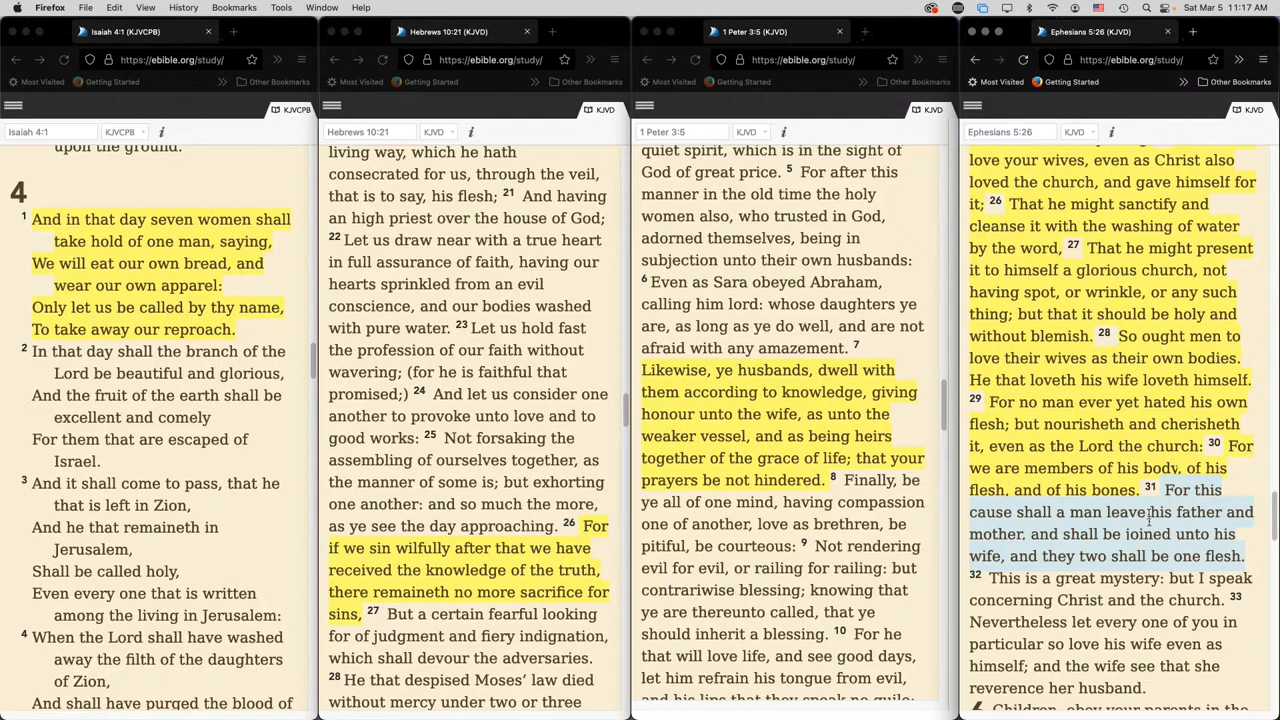 Firefox File Edit View History Bookmarks Tools Window Help Sat Mar 5 11:17 AM
Isaiah 4:1 (KJVCPB)
https://ebible.org/study/
Most Visited Getting Started Other Bookmarks
KJVCPB
Isaiah 4:1 KJVCPB i
upon the ground.
4
1 And in that day seven women shall
take hold of one man, saying,
We will eat our own bread, and
wear our own apparel:
Only let us be called by thy name,
To take away our reproach.
2 In that day shall the branch of the
Lord be beautiful and glorious,
And the fruit of the earth shall be
excellent and comely
For them that are escaped of
Israel.
3 And it shall come to pass, that he
that is left in Zion,
And he that remaineth in
Jerusalem,
Shall be called holy,
Even every one that is written
among the living in Jerusalem:
4 When the Lord shall have washed
away the filth of the daughters
of Zion,
And shall have purged the blood of
Hebrews 10:21 (KJVD)
https://ebible.org/study/
Most Visited Getting Started Other Bookmarks
KJVD
Hebrews 10:21 KJVD i
living way, which he hath
consecrated for us, through the veil,
that is to say, his flesh; 21 And having
an high priest over the house of God;
22 Let us draw near with a true heart
in full assurance of faith, having our
hearts sprinkled from an evil
conscience, and our bodies washed
with pure water. 23 Let us hold fast
the profession of our faith without
wavering; (for he is faithful that
promised;) 24 And let us consider one
another to provoke unto love and to
good works: 25 Not forsaking the
assembling of ourselves together, as
the manner of some is; but exhorting
one another: and so much the more,
as ye see the day approaching. 26 For
if we sin wilfully after that we have
received the knowledge of the truth,
there remaineth no more sacrifice for
sins, 27 But a certain fearful looking
for of judgment and fiery indignation,
which shall devour the adversaries.
28 He that despised Moses’ law died
without mercy under two or three
1 Peter 3:5 (KJVD)
https://ebible.org/study/
Most Visited Getting Started Other Bookmarks
KJVD
1 Peter 3:5 KJVD i
quiet spirit, which is in the sight of
God of great price. 5 For after this
manner in the old time the holy
women also, who trusted in God,
adorned themselves, being in
subjection unto their own husbands:
6 Even as Sara obeyed Abraham,
calling him lord: whose daughters ye
are, as long as ye do well, and are not
afraid with any amazement. 7
Likewise, ye husbands, dwell with
them according to knowledge, giving
honour unto the wife, as unto the
weaker vessel, and as being heirs
together of the grace of life; that your
prayers be not hindered. 8 Finally, be
ye all of one mind, having compassion
one of another, love as brethren, be
pitiful, be courteous: 9 Not rendering
evil for evil, or railing for railing: but
contrariwise blessing; knowing that
ye are thereunto called, that ye
should inherit a blessing. 10 For he
that will love life, and see good days,
let him refrain his tongue from evil,
and his lips that they speak no guile:
Ephesians 5:26 (KJVD)
https://ebible.org/study/
Most Visited Getting Started Other Bookmarks
KJVD
Ephesians 5:26 KJVD i
love your wives, even as Christ also
loved the church, and gave himself for
it; 26 That he might sanctify and
cleanse it with the washing of water
by the word, 27 That he might present
it to himself a glorious church, not
having spot, or wrinkle, or any such
thing; but that it should be holy and
without blemish. 28 So ought men to
love their wives as their own bodies.
He that loveth his wife loveth himself.
29 For no man ever yet hated his own
flesh; but nourisheth and cherisheth
it, even as the Lord the church: 30 For
we are members of his body, of his
flesh, and of his bones. 31 For this
cause shall a man leave his father and
mother, and shall be joined unto his
wife, and they two shall be one flesh.
32 This is a great mystery: but I speak
concerning Christ and the church. 33
Nevertheless let every one of you in
particular so love his wife even as
himself; and the wife see that she
reverence her husband.
6 Children, obey your parents in the